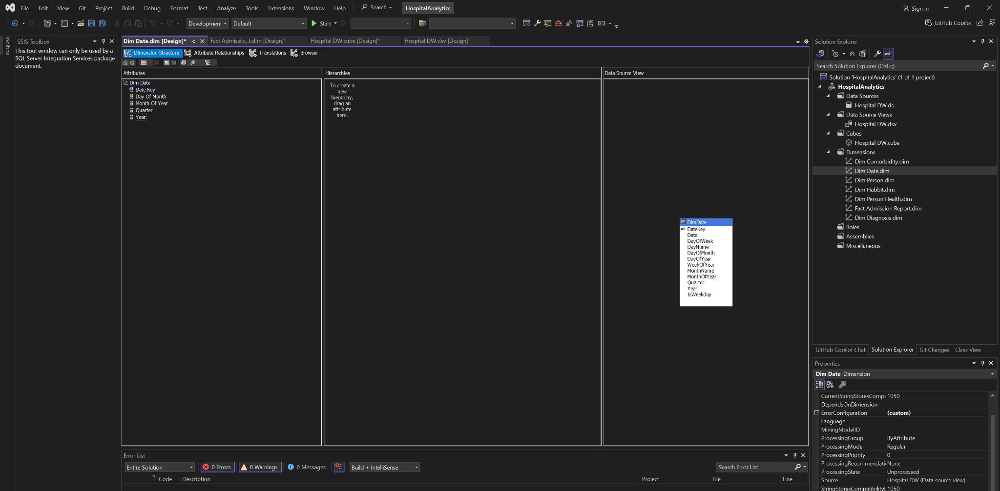 File Edit View Git Project Build Debug Format Test Analyze Tools Extensions Window Help Search HospitalAnalytics Sign in
Development Default Start GitHub Copilot
Toolbox
SSIS Toolbox
This tool window can only be used by a
SQL Server Integration Services package
document.
Dim Date.dim [Design]* Fact Admissio...t.dim [Design]* Hospital DW.cube [Design]* Hospital DW.dsv [Design]
Dimension Structure Attribute Relationships Translations Browser
Attributes
Dim Date
Date Key
Day Of Month
Month Of Year
Quarter
Year
Hierarchies
To create a
new
hierarchy,
drag an
attribute
here.
Data Source View
DimDate
DateKey
Date
DayOfWeek
DayName
DayOfMonth
DayOfYear
WeekOfYear
MonthName
MonthOfYear
Quarter
Year
IsWeekday
Error List
Entire Solution 0 Errors 0 Warnings 0 Messages Build + IntelliSense Search Error List
Code Description Project File Line
Solution Explorer
Search Solution Explorer (Ctrl+;)
Solution 'HospitalAnalytics' (1 of 1 project)
HospitalAnalytics
Data Sources
Hospital DW.ds
Data Source Views
Hospital DW.dsv
Cubes
Hospital DW.cube
Dimensions
Dim Comorbidity.dim
Dim Date.dim
Dim Person.dim
Dim Habbit.dim
Dim Person Health.dim
Fact Admission Report.dim
Dim Diagnosis.dim
Roles
Assemblies
Miscellaneous
GitHub Copilot Chat Solution Explorer Git Changes Class View
Properties
Dim Date Dimension
CurrentStringStoresCompa 1050
DependsOnDimension
ErrorConfiguration (custom)
Language
MiningModelID
ProcessingGroup ByAttribute
ProcessingMode Regular
ProcessingPriority 0
ProcessingRecommendati None
ProcessingState Unprocessed
Source Hospital DW (Data source view)
StringStoresCompatibilityL 1050